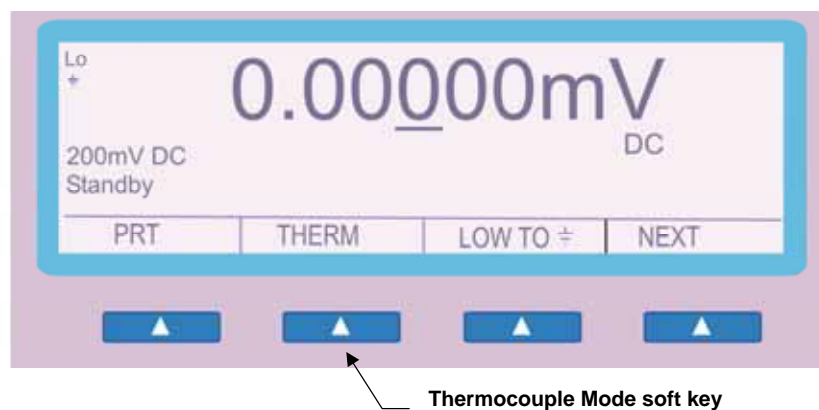 Lo
0.00000mV
DC
200mV DC
Standby
PRT THERM LOW TO ⏚ NEXT
Thermocouple Mode soft key